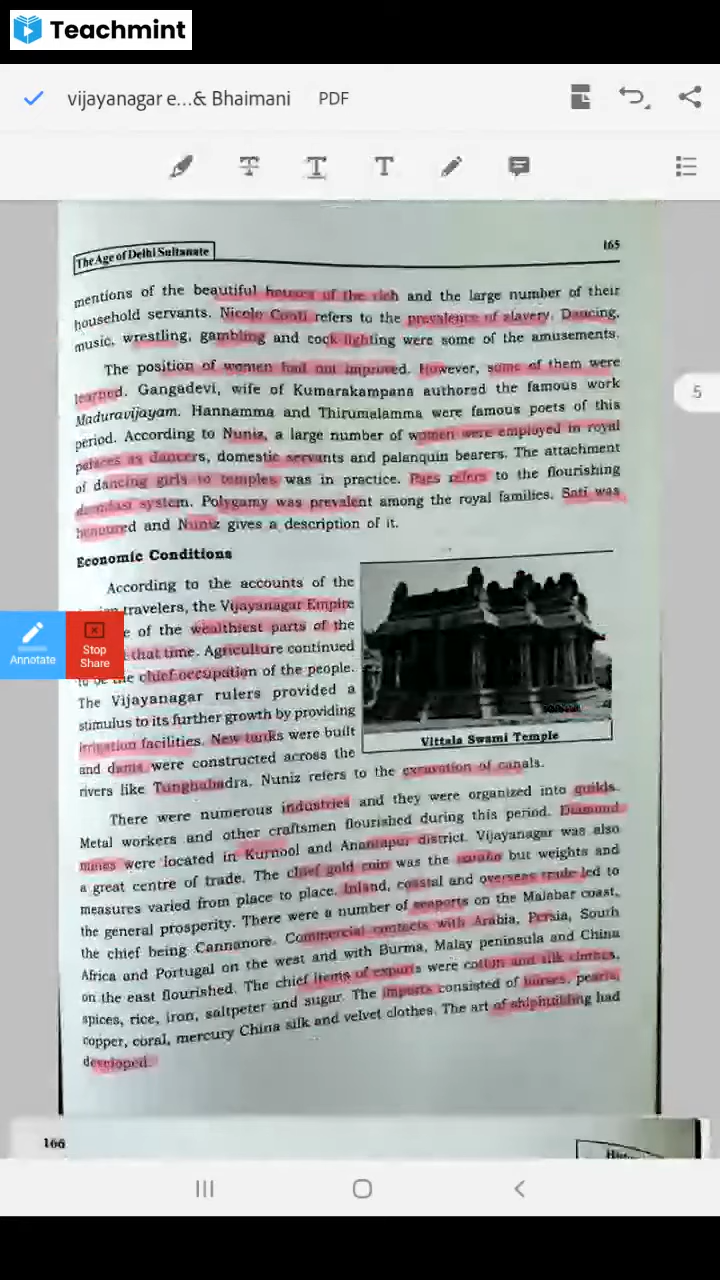 Teachmint
vijayanagar e...& Bhaimani PDF
The Age of Delhi Sultanate
165
mentions of the beautiful houses of the rich and the large number of their
household servants. Nicolo Conti refers to the prevalence of slavery. Dancing,
music, wrestling, gambling and cock fighting were some of the amusements.
The position of women had not improved. However, some of them were
learned. Gangadevi, wife of Kumarakampana authored the famous work
Maduravijayam. Hannamma and Thirumalamma were famous poets of this
period. According to Nuniz, a large number of women were employed in royal
palaces as dancers, domestic servants and palanquin bearers. The attachment
of dancing girls to temples was in practice. Paes refers to the flourishing
devadasi system. Polygamy was prevalent among the royal families. Sati was
honoured and Nuniz gives a description of it.
5
Economic Conditions
According to the accounts of the
travelers, the Vijayanagar Empire
of the wealthiest parts of the
that time. Agriculture continued
to be the chief occupation of the people.
The Vijayanagar rulers provided a
stimulus to its further growth by providing
irrigation facilities. New tanks were built
and dams were constructed across the
rivers like Tunghabadra. Nuniz refers to the excavation of canals.
Annotate
Stop
Share
Vittala Swami Temple
There were numerous industries and they were organized into guilds.
Metal workers and other craftsmen flourished during this period. Diamond
mines were located in Kurnool and Anantapur district. Vijayanagar was also
a great centre of trade. The chief gold coin was the varaho but weights and
measures varied from place to place. Inland, coastal and overseas trade led to
the general prosperity. There were a number of seaports on the Malabar coast,
the chief being Cannanore. Commercial contacts with Arabia, Persia, South
Africa and Portugal on the west and with Burma, Malay peninsula and China
on the east flourished. The chief items of exports were cotton and silk clothes,
spices, rice, iron, saltpeter and sugar. The imports consisted of horses, pearls,
copper, coral, mercury China silk and velvet clothes. The art of shipbuilding had
developed.
166